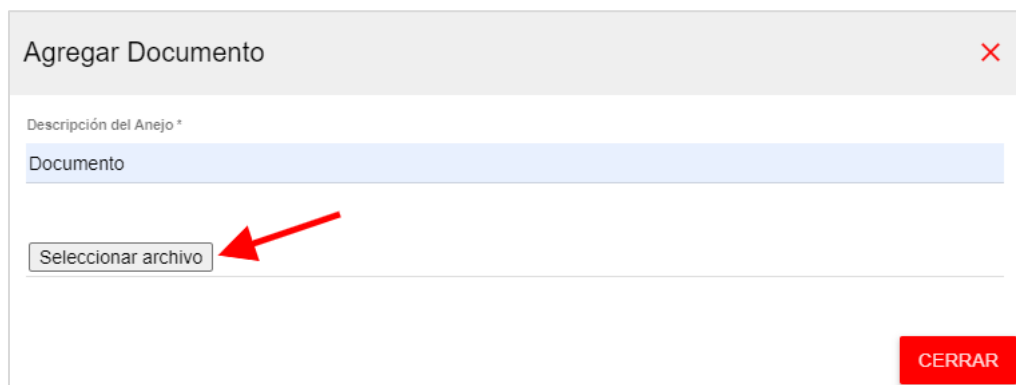 Agregar Documento
Descripción del Anejo *
Documento
Seleccionar archivo
CERRAR